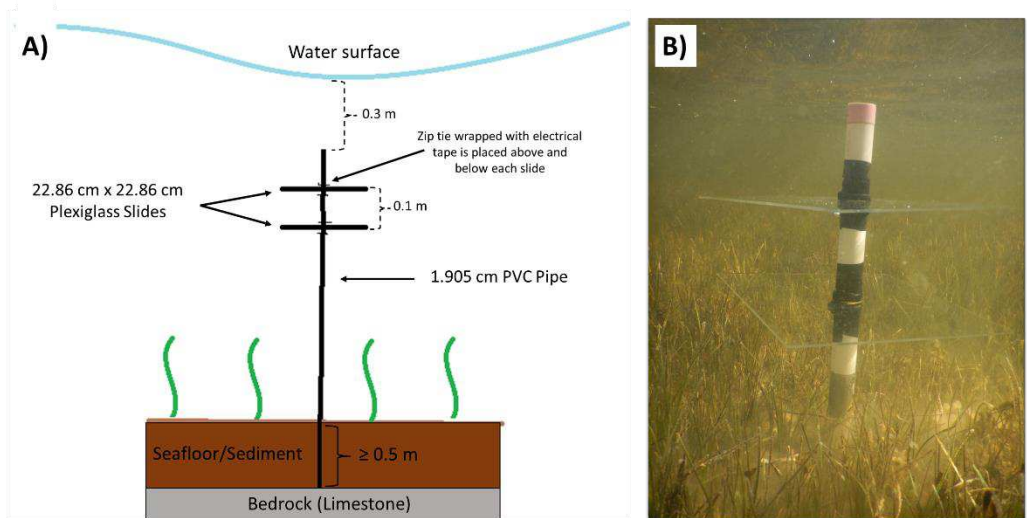 A)
Water surface
0.3 m
Zip tie wrapped with electrical
tape is placed above and
below each slide
22.86 cm x 22.86 cm
Plexiglass Slides
0.1 m
1.905 cm PVC Pipe
Seafloor/Sediment
≥ 0.5 m
Bedrock (Limestone)
B)